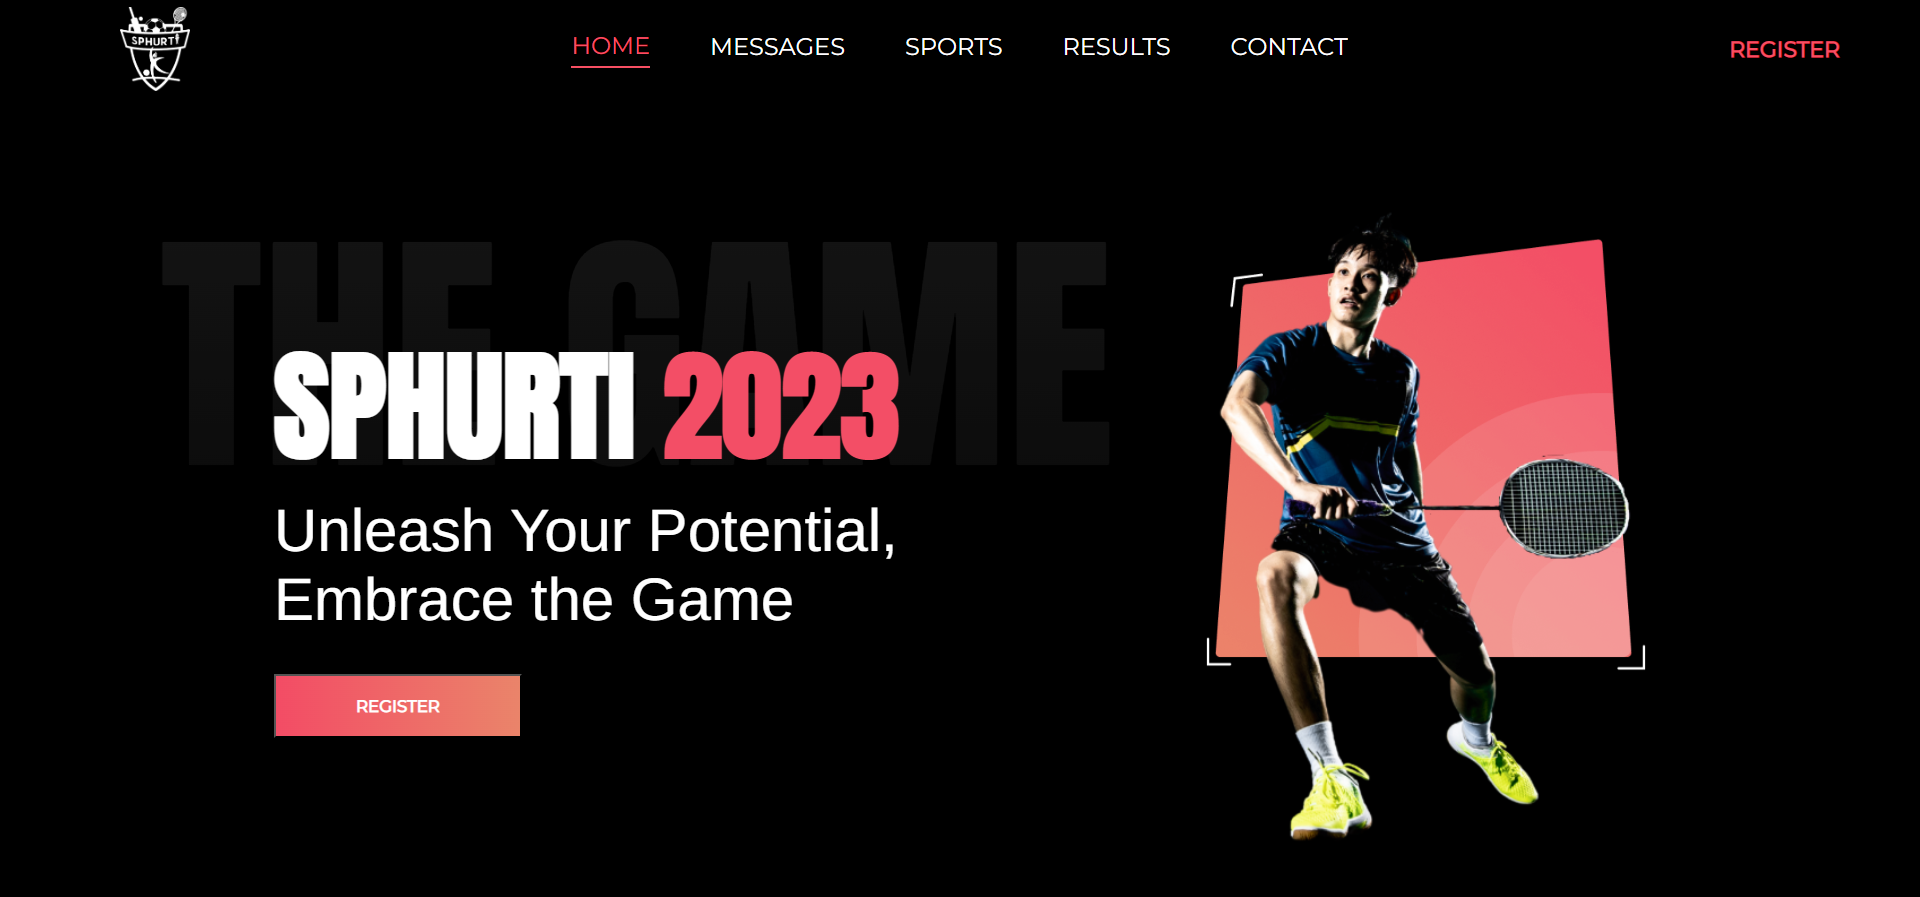 SPHURTI
HOME MESSAGES SPORTS RESULTS CONTACT REGISTER
THE GAME
SPHURTI 2023
Unleash Your Potential,
Embrace the Game
REGISTER